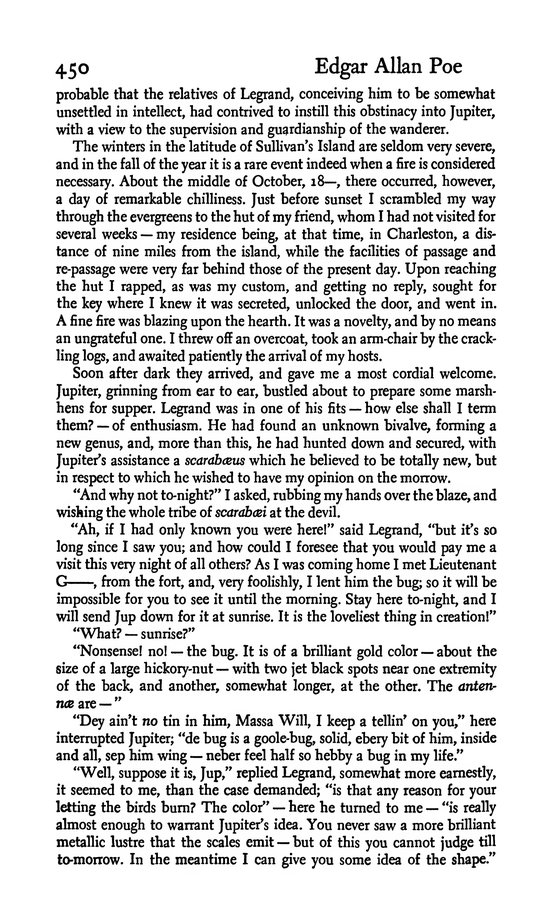 450 Edgar Allan Poe
probable that the relatives of Legrand, conceiving him to be somewhat
unsettled in intellect, had contrived to instill this obstinacy into Jupiter,
with a view to the supervision and guardianship of the wanderer.
The winters in the latitude of Sullivan's Island are seldom very severe,
and in the fall of the year it is a rare event indeed when a fire is considered
necessary. About the middle of October, 18—, there occurred, however,
a day of remarkable chilliness. Just before sunset I scrambled my way
through the evergreens to the hut of my friend, whom I had not visited for
several weeks — my residence being, at that time, in Charleston, a dis-
tance of nine miles from the island, while the facilities of passage and
re-passage were very far behind those of the present day. Upon reaching
the hut I rapped, as was my custom, and getting no reply, sought for
the key where I knew it was secreted, unlocked the door, and went in.
A fine fire was blazing upon the hearth. It was a novelty, and by no means
an ungrateful one. I threw off an overcoat, took an arm-chair by the crack-
ling logs, and awaited patiently the arrival of my hosts.
Soon after dark they arrived, and gave me a most cordial welcome.
Jupiter, grinning from ear to ear, bustled about to prepare some marsh-
hens for supper. Legrand was in one of his fits — how else shall I term
them? — of enthusiasm. He had found an unknown bivalve, forming a
new genus, and, more than this, he had hunted down and secured, with
Jupiter's assistance a scarabæus which he believed to be totally new, but
in respect to which he wished to have my opinion on the morrow.
"And why not to-night?" I asked, rubbing my hands over the blaze, and
wishing the whole tribe of scarabæi at the devil.
"Ah, if I had only known you were here!" said Legrand, "but it's so
long since I saw you; and how could I foresee that you would pay me a
visit this very night of all others? As I was coming home I met Lieutenant
G——, from the fort, and, very foolishly, I lent him the bug; so it will be
impossible for you to see it until the morning. Stay here to-night, and I
will send Jup down for it at sunrise. It is the loveliest thing in creation!"
"What? — sunrise?"
"Nonsense! no! — the bug. It is of a brilliant gold color — about the
size of a large hickory-nut — with two jet black spots near one extremity
of the back, and another, somewhat longer, at the other. The anten-
næ are — "
"Dey ain't no tin in him, Massa Will, I keep a tellin' on you," here
interrupted Jupiter; "de bug is a goole-bug, solid, ebery bit of him, inside
and all, sep him wing — neber feel half so hebby a bug in my life."
"Well, suppose it is, Jup," replied Legrand, somewhat more earnestly,
it seemed to me, than the case demanded; "is that any reason for your
letting the birds burn? The color" — here he turned to me — "is really
almost enough to warrant Jupiter's idea. You never saw a more brilliant
metallic lustre that the scales emit — but of this you cannot judge till
to-morrow. In the meantime I can give you some idea of the shape."